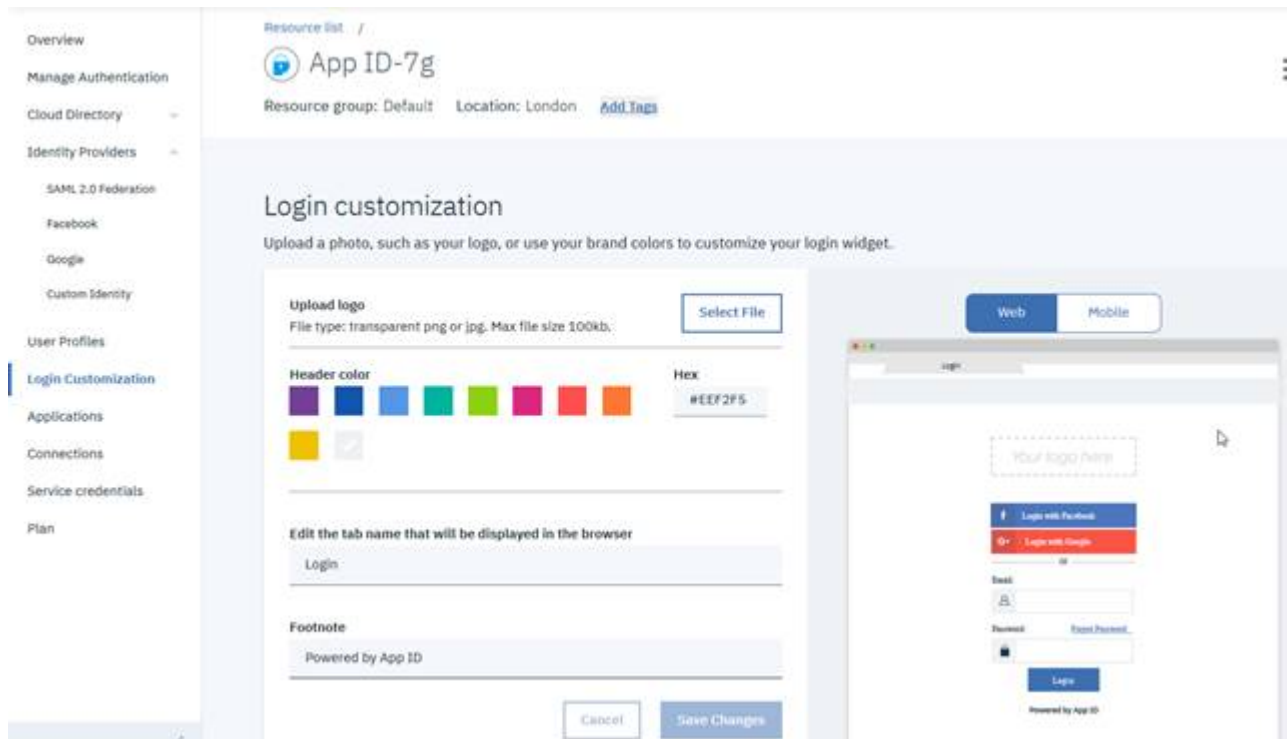 Overview
Manage Authentication
Cloud Directory
Identity Providers
SAML 2.0 Federation
Facebook
Google
Custom Identity
User Profiles
Login Customization
Applications
Connections
Service credentials
Plan
Resource list /
App ID-7g
Resource group: Default Location: London Add Tags
Login customization
Upload a photo, such as your logo, or use your brand colors to customize your login widget.
Upload logo
File type: transparent png or jpg. Max file size 100kb.
Select File
Header color
Hex
#EEF2F5
Edit the tab name that will be displayed in the browser
Login
Footnote
Powered by App ID
Cancel
Save Changes
Web
Mobile
Login
Your logo here
f Login with Facebook
G+ Login with Google
or
Email
Password Forgot Password
Login
Powered by App ID